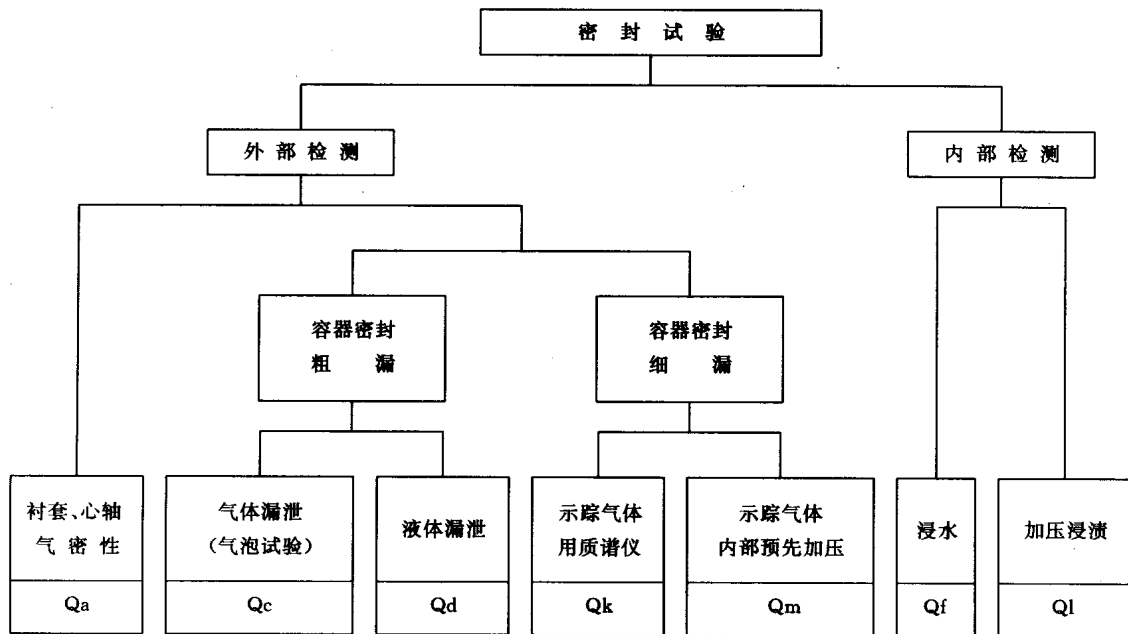 密封试验
外部检测
内部检测
容器密封
粗漏
容器密封
细漏
衬套、心轴
气密性
Qa
气体漏泄
(气泡试验)
Qc
液体漏泄
Qd
示踪气体
用质谱仪
Qk
示踪气体
内部预先加压
Qm
浸水
Qf
加压浸渍
Ql